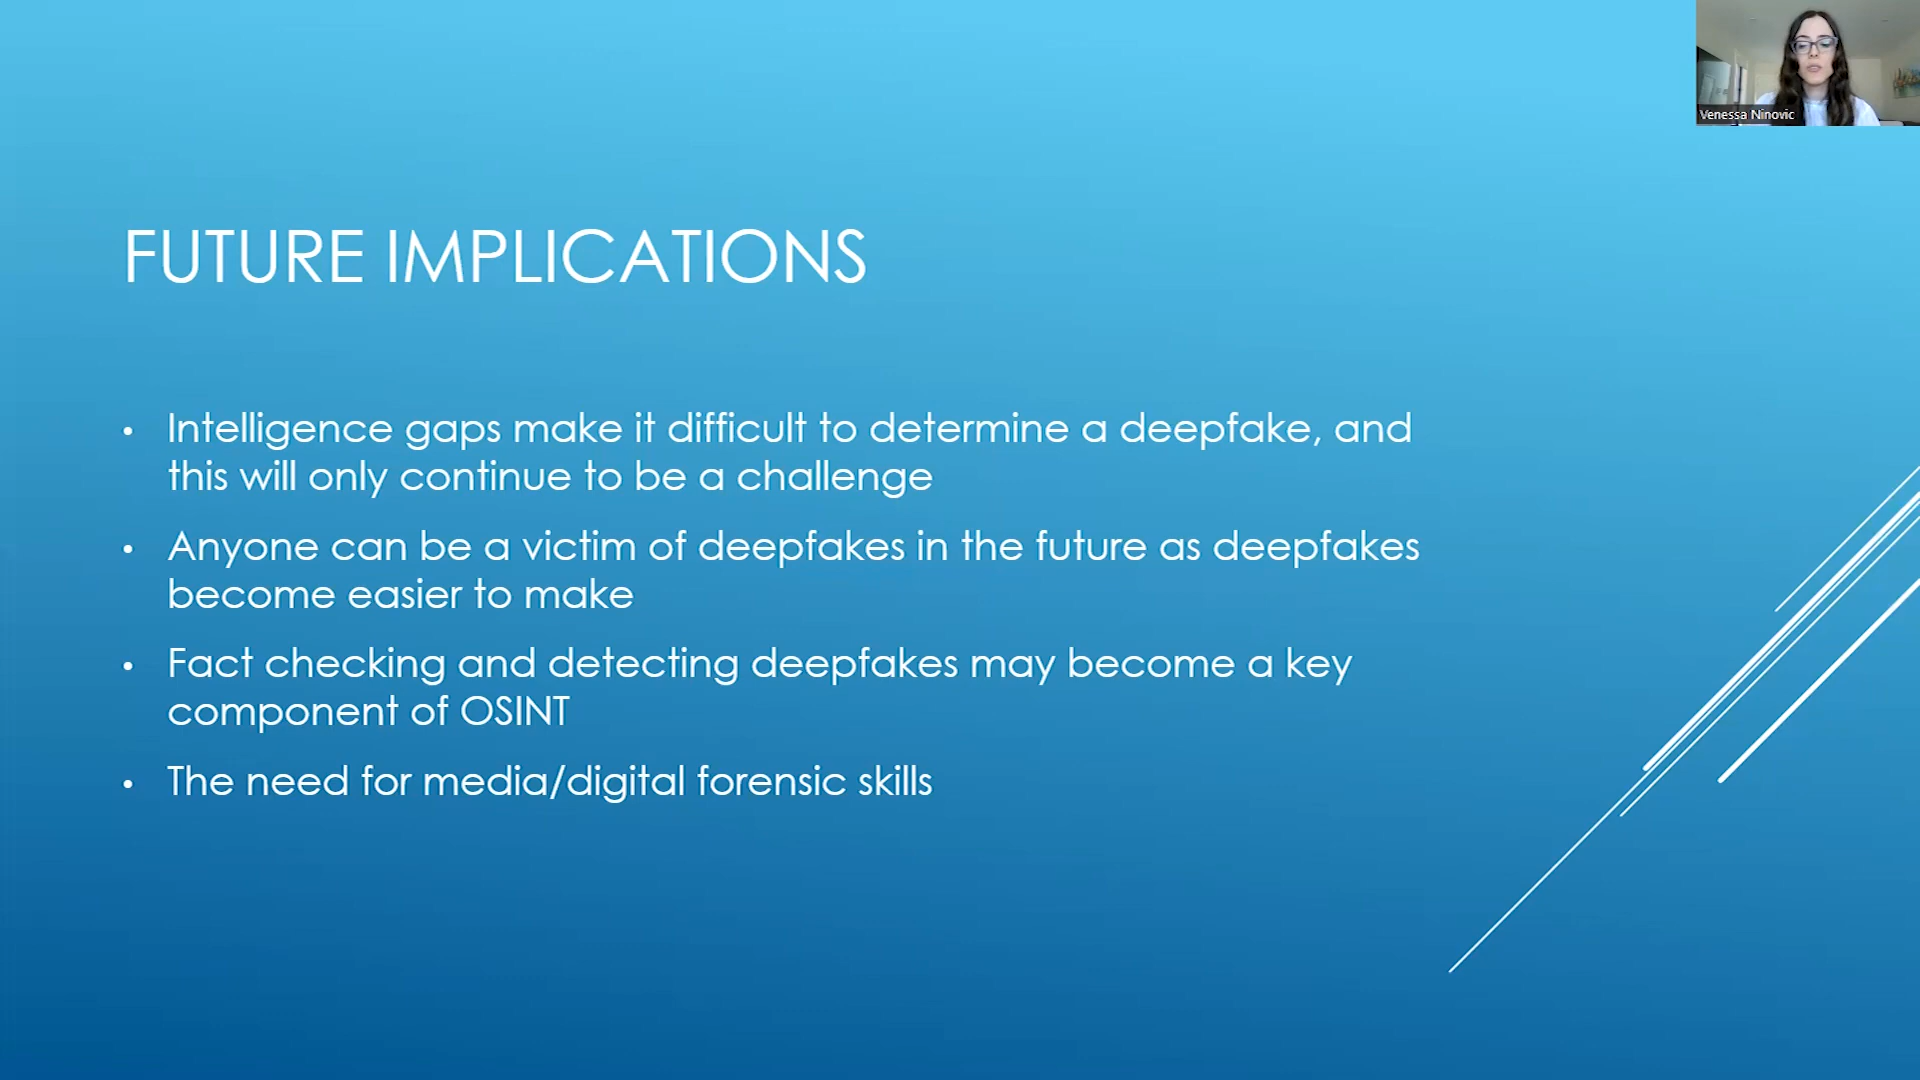 Venessa Ninovic
FUTURE IMPLICATIONS
• Intelligence gaps make it difficult to determine a deepfake, and
this will only continue to be a challenge
• Anyone can be a victim of deepfakes in the future as deepfakes
become easier to make
• Fact checking and detecting deepfakes may become a key
component of OSINT
• The need for media/digital forensic skills